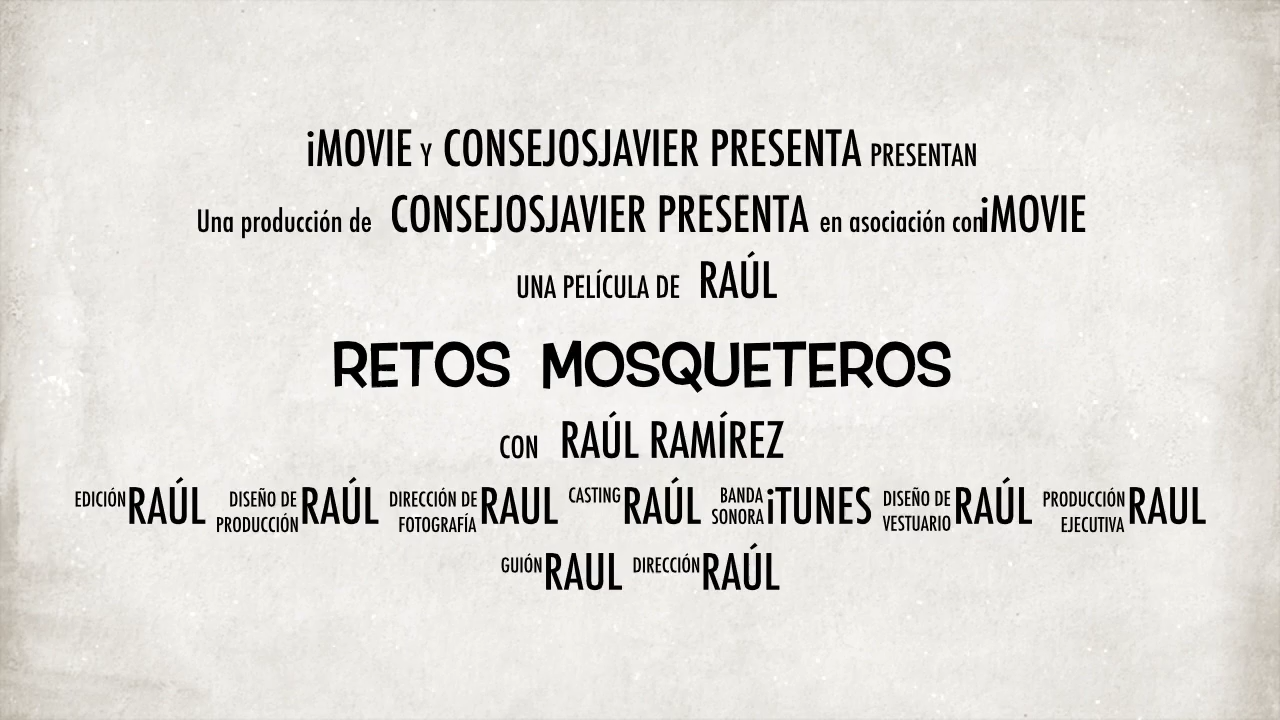 iMOVIE Y CONSEJOSJAVIER PRESENTA PRESENTAN
Una producción de CONSEJOSJAVIER PRESENTA en asociación con iMOVIE
UNA PELÍCULA DE RAÚL
RETOS MOSQUETEROS
CON RAÚL RAMÍREZ
EDICIÓN RAÚL DISEÑO DE PRODUCCIÓN RAÚL DIRECCIÓN DE FOTOGRAFÍA RAUL CASTING RAÚL BANDA SONORA iTUNES DISEÑO DE VESTUARIO RAÚL PRODUCCIÓN EJECUTIVA RAUL
GUIÓN RAUL DIRECCIÓN RAÚL